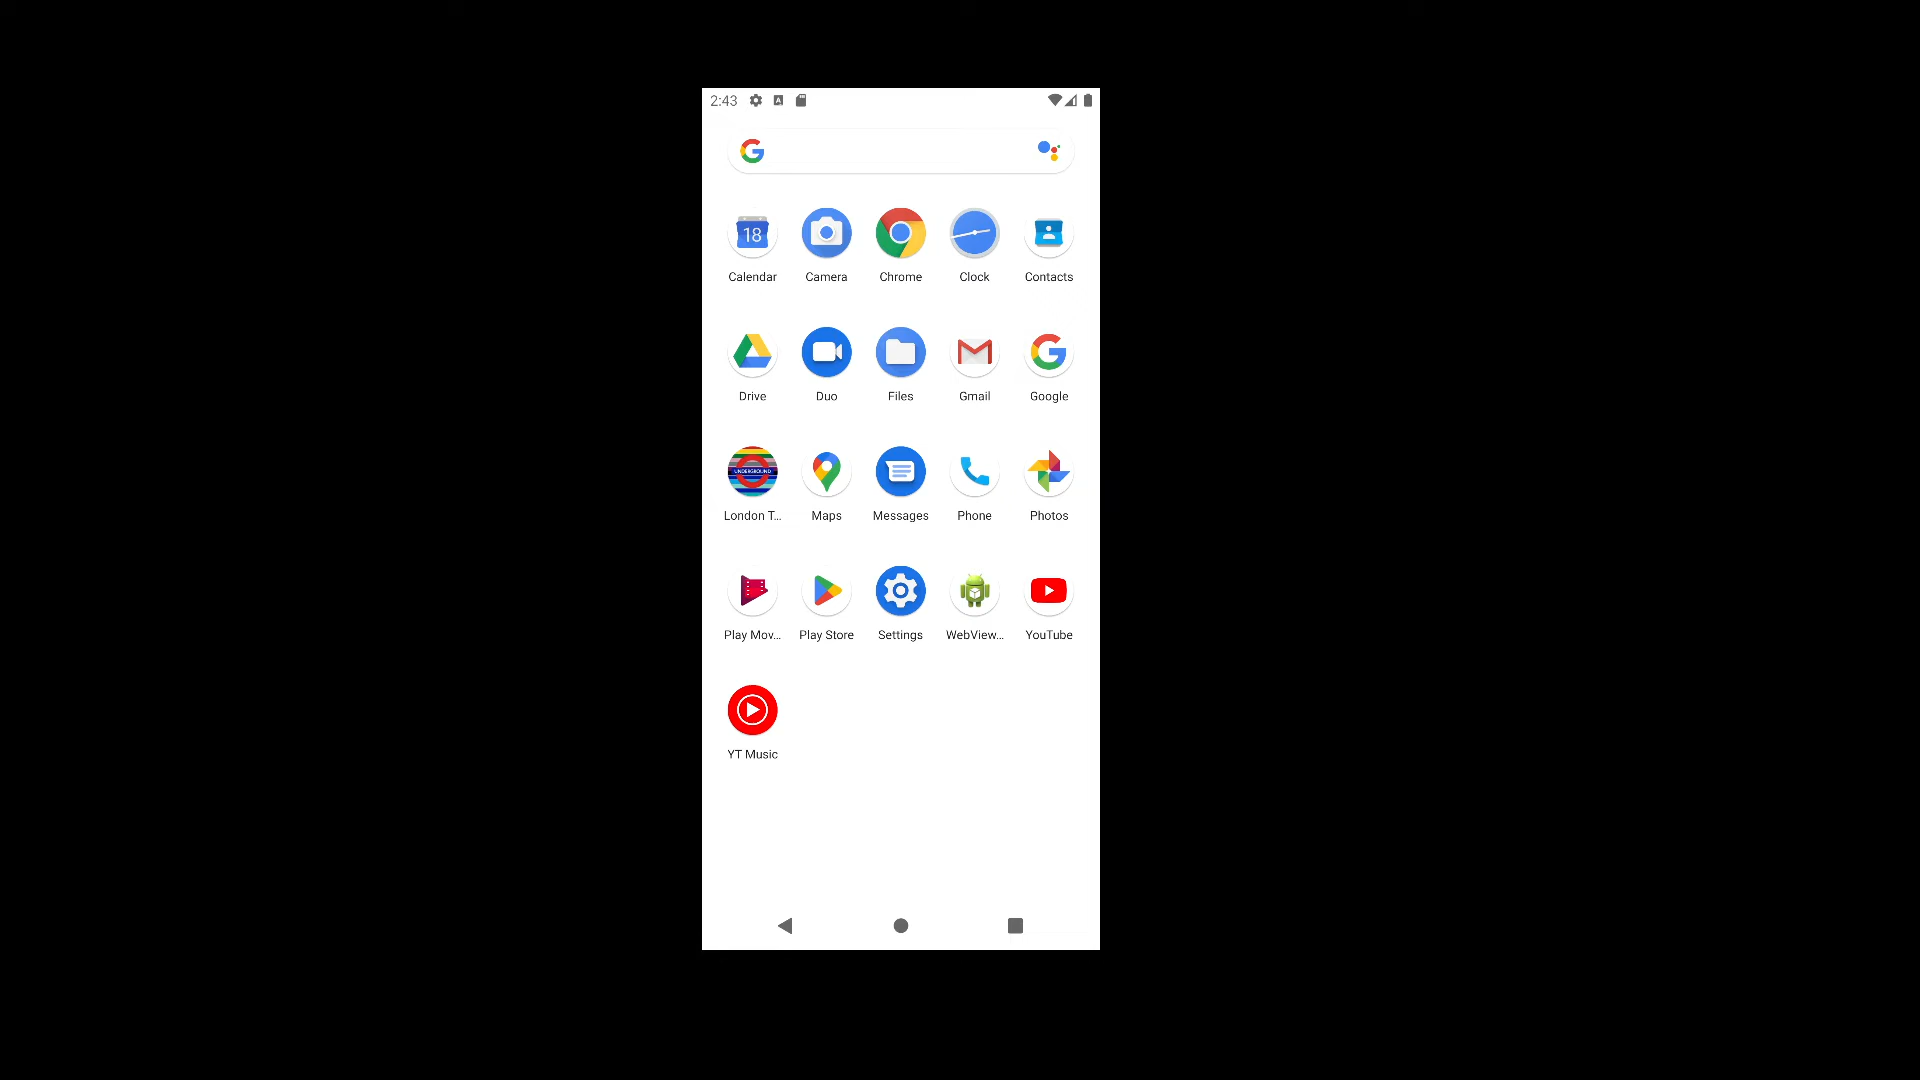 2:43
18
Calendar
Camera
Chrome
Clock
Contacts
Drive
Duo
Files
Gmail
Google
UNDERGROUND
London T...
Maps
Messages
Phone
Photos
Play Mov...
Play Store
Settings
WebView...
YouTube
YT Music